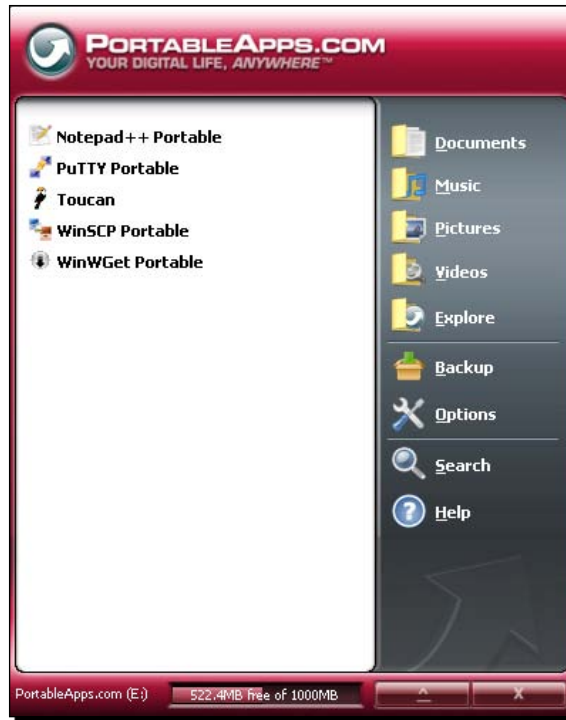 PORTABLEAPPS.COM
YOUR DIGITAL LIFE, ANYWHERE™
Notepad++ Portable
PuTTY Portable
Toucan
WinSCP Portable
WinWGet Portable
Documents
Music
Pictures
Videos
Explore
Backup
Options
Search
Help
PortableApps.com (E:) 522.4MB free of 1000MB X